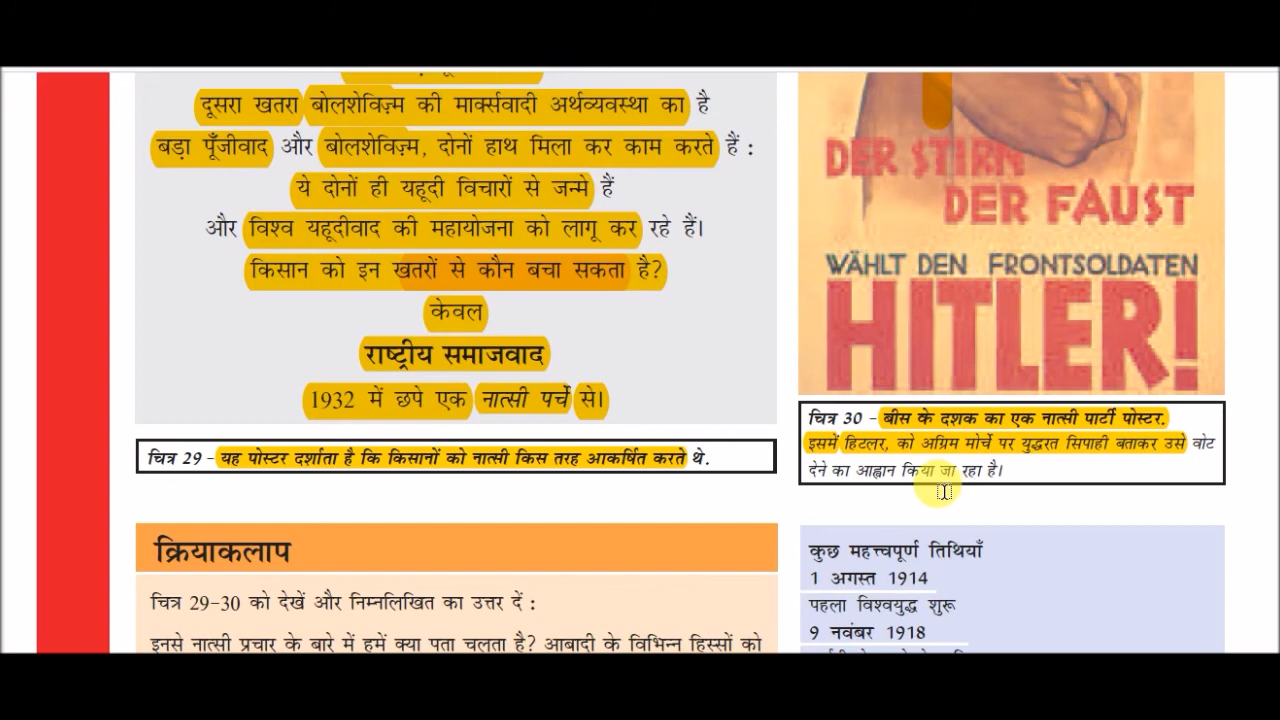 दूसरा खतरा बोलशेविज़्म की मार्क्सवादी अर्थव्यवस्था का है
बड़ा पूँजीवाद और बोलशेविज़्म, दोनों हाथ मिला कर काम करते हैं :
ये दोनों ही यहूदी विचारों से जन्मे हैं
और विश्व यहूदीवाद की महायोजना को लागू कर रहे हैं।
किसान को इन खतरों से कौन बचा सकता है?
केवल
राष्ट्रीय समाजवाद
1932 में छपे एक नात्सी पर्चे से।
चित्र 29 – यह पोस्टर दर्शाता है कि किसानों को नात्सी किस तरह आकर्षित करते थे.
क्रियाकलाप
चित्र 29-30 को देखें और निम्नलिखित का उत्तर दें :
इनसे नात्सी प्रचार के बारे में हमें क्या पता चलता है? आबादी के विभिन्न हिस्सों को
DER STIRN
DER FAUST
WÄHLT DEN FRONTSOLDATEN
HITLER!
चित्र 30 – बीस के दशक का एक नात्सी पार्टी पोस्टर.
इसमें हिटलर, को अग्रिम मोर्चे पर युद्धरत सिपाही बताकर उसे वोट
देने का आह्वान किया जा रहा है।
कुछ महत्त्वपूर्ण तिथियाँ
1 अगस्त 1914
पहला विश्वयुद्ध शुरू
9 नवंबर 1918